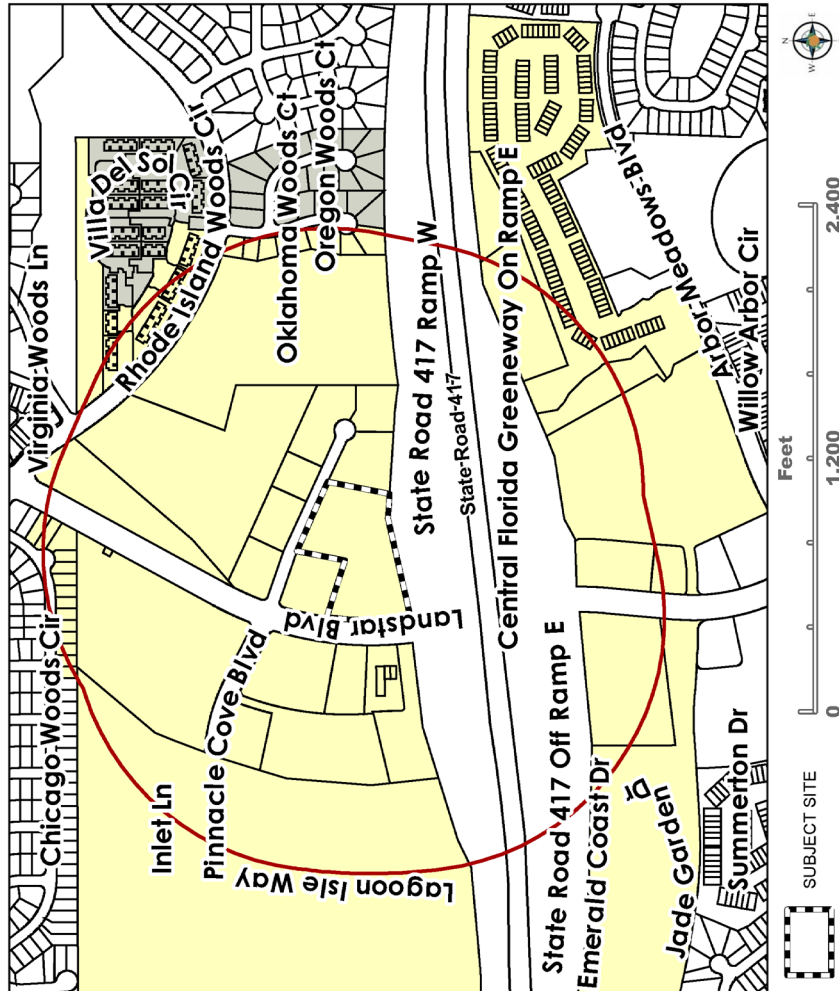 Chicago Woods Cir
Virginia Woods Ln
Villa Del Sol
Cir
Rhode Island Woods Cir
Oklahoma Woods Ct
Oregon Woods Ct
Inlet Ln
Pinnacle Cove Blvd
Landstar Blvd
Lagoon Isle Way
State Road 417 Ramp W
State Road 417
Central Florida Greeneway On Ramp E
State Road 417 Off Ramp E
Emerald Coast Dr
Jade Garden
Dr
Summerton Dr
Arbor Meadows Blvd
Willow Arbor Cir
SUBJECT SITE
Feet
0
1,200
2,400
N
E
W